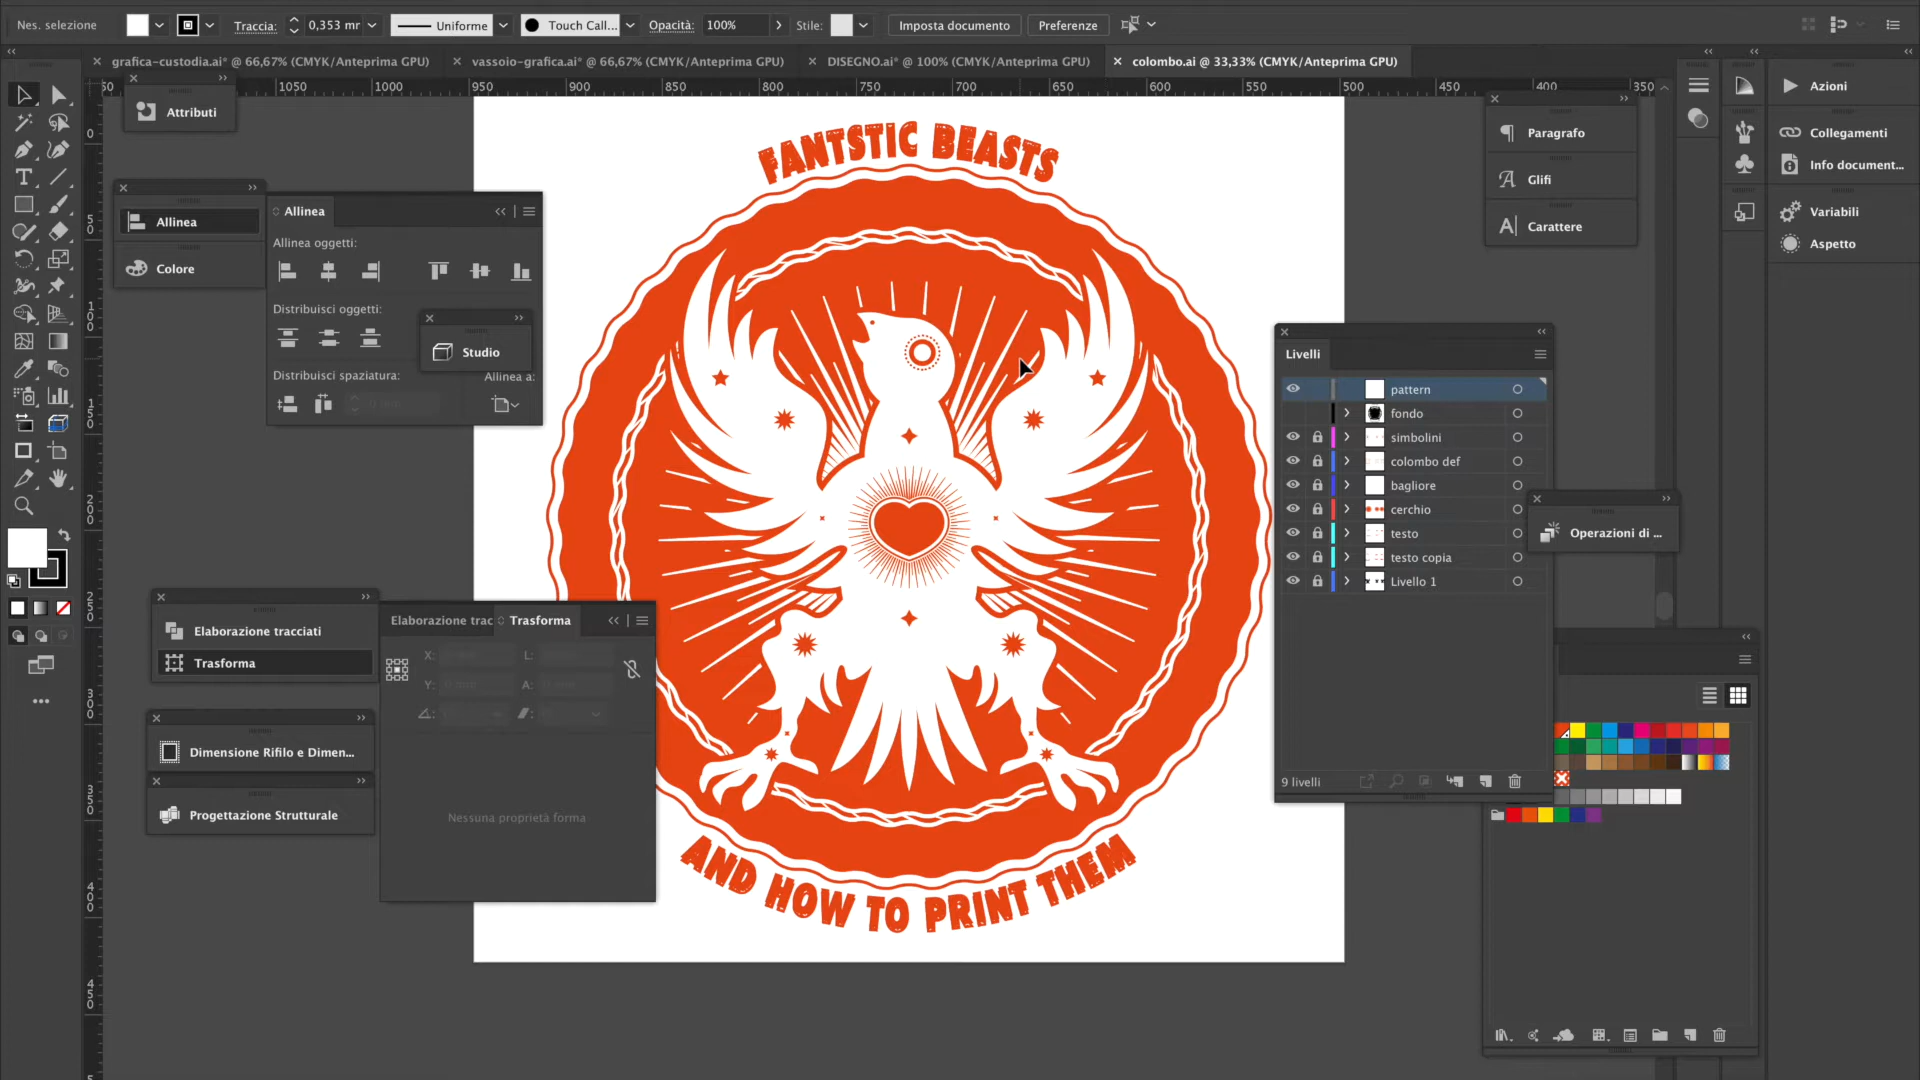 Nes. selezione
Traccia:
0,353 mr
Uniforme
Touch Call...
Opacità:
100%
Stile:
Imposta documento
Preferenze
grafica-custodia.ai* @ 66,67% (CMYK/Anteprima GPU)
vassoio-grafica.ai* @ 66,67% (CMYK/Anteprima GPU)
DISEGNO.ai* @ 100% (CMYK/Anteprima GPU)
colombo.ai @ 33,33% (CMYK/Anteprima GPU)
1050
1000
950
900
850
800
750
700
650
600
550
500
450
400
350
Attributi
Allinea
Colore
Allinea
Allinea oggetti:
Distribuisci oggetti:
Studio
Distribuisci spaziatura:
Allinea a:
0 mm
FANTSTIC BEASTS
AND HOW TO PRINT THEM
Paragrafo
Glifi
Carattere
Azioni
Collegamenti
Info document...
Variabili
Aspetto
Livelli
pattern
fondo
simbolini
colombo def
bagliore
cerchio
testo
testo copia
Livello 1
9 livelli
Operazioni di ...
Elaborazione tracciati
Trasforma
Elaborazione trac
Trasforma
X:
L:
Y:
A:
Nessuna proprietà forma
Dimensione Rifilo e Dimen...
Progettazione Strutturale